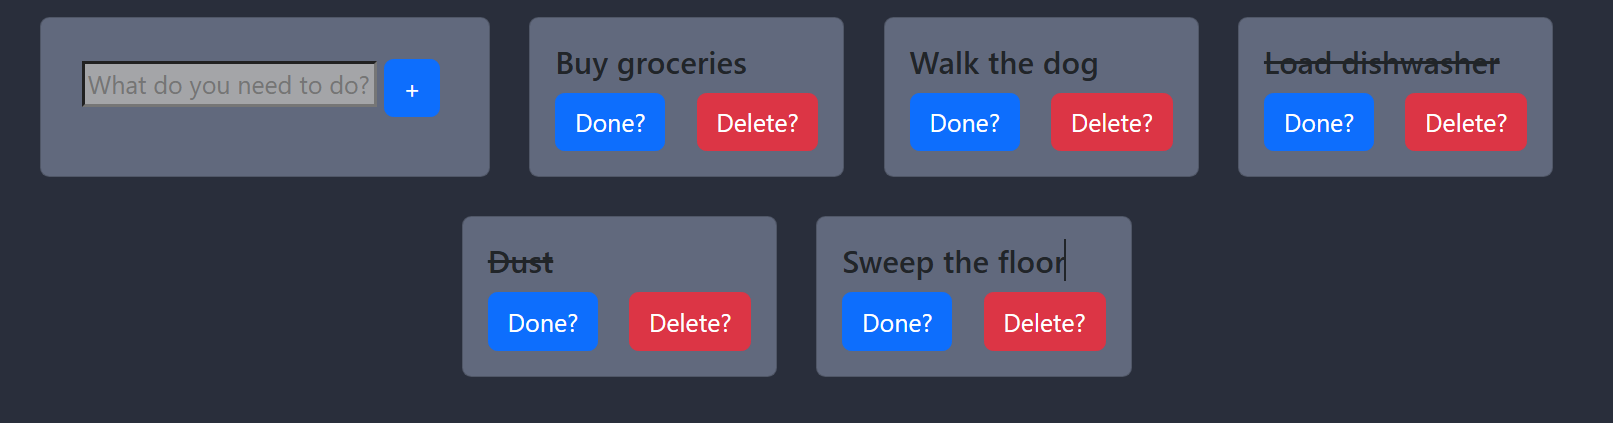 What do you need to do?
+
Buy groceries
Done?
Delete?
Walk the dog
Done?
Delete?
Load dishwasher
Done?
Delete?
Dust
Done?
Delete?
Sweep the floor
Done?
Delete?